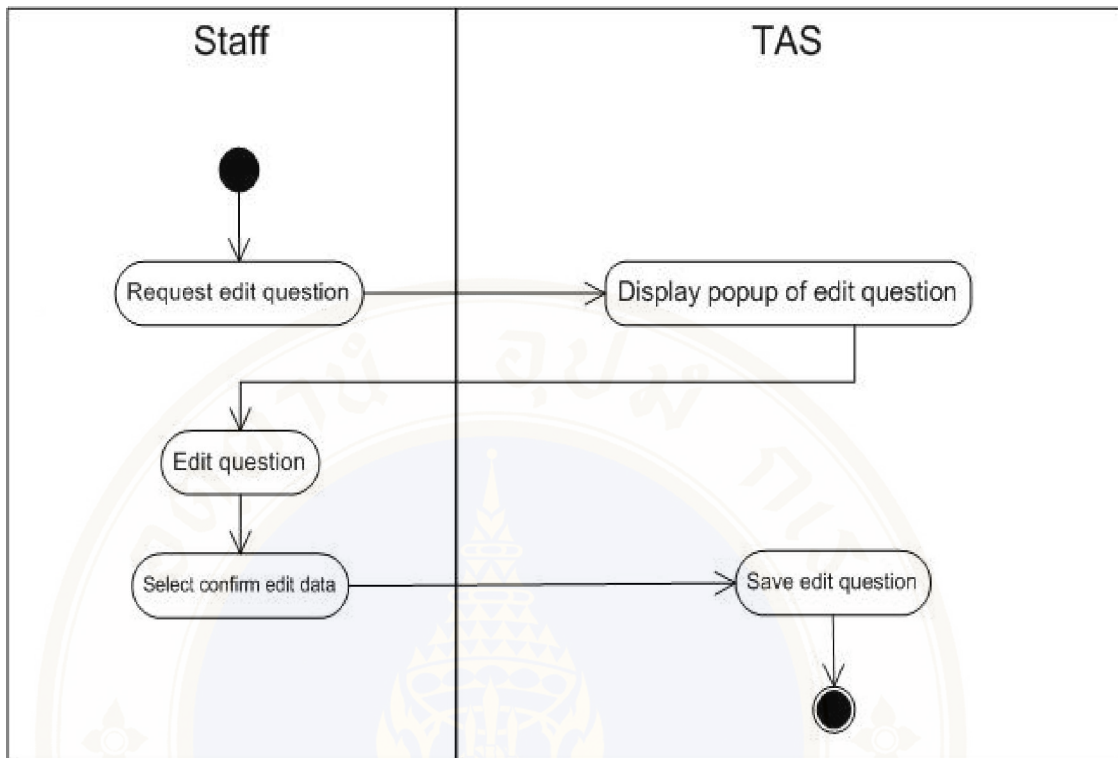 Staff
TAS
Request edit question
Display popup of edit question
Edit question
Select confirm edit data
Save edit question